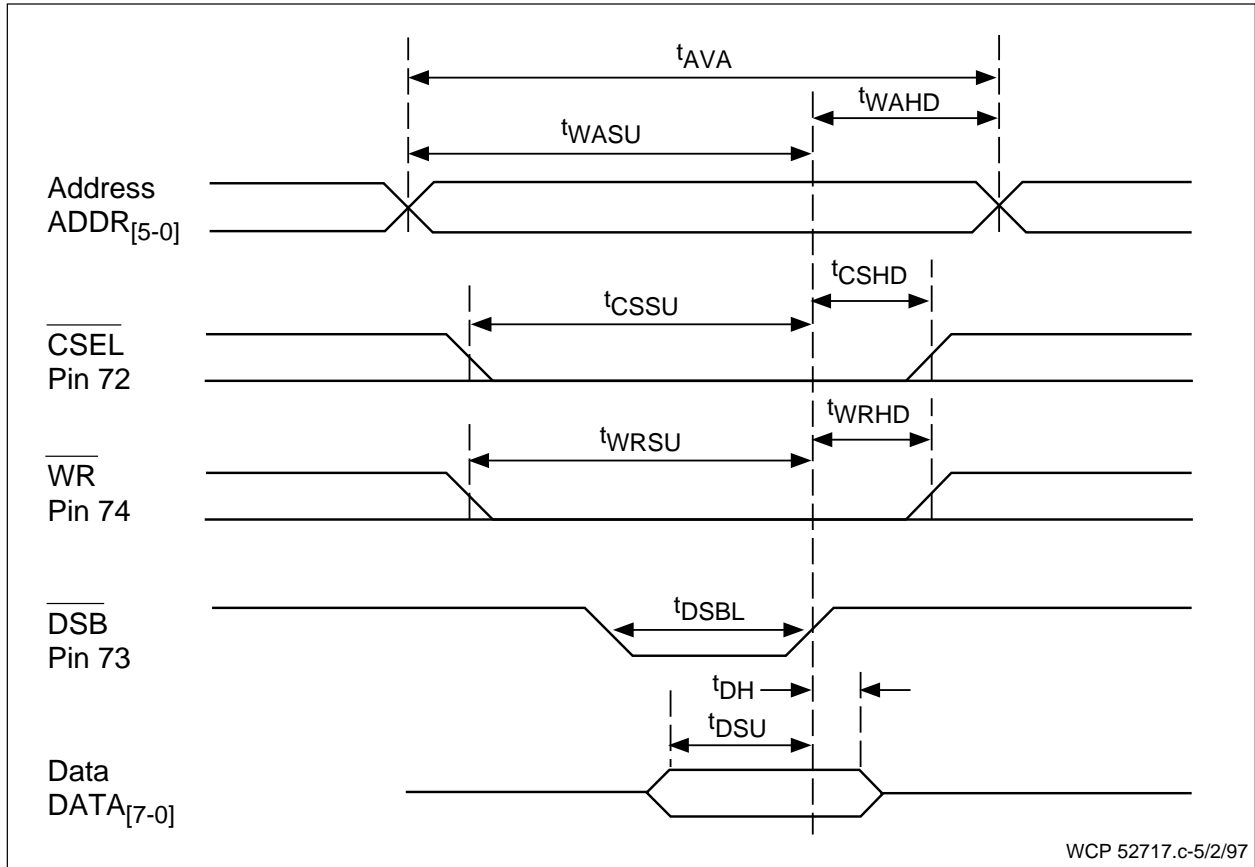 tAVA
tWAHD
tWASU
Address
ADDR[5-0]
tCSHD
tCSSU
CSEL
Pin 72
tWRHD
tWRSU
WR
Pin 74
DSB
Pin 73
tDSBL
tDH
tDSU
Data
DATA[7-0]
WCP 52717.c-5/2/97